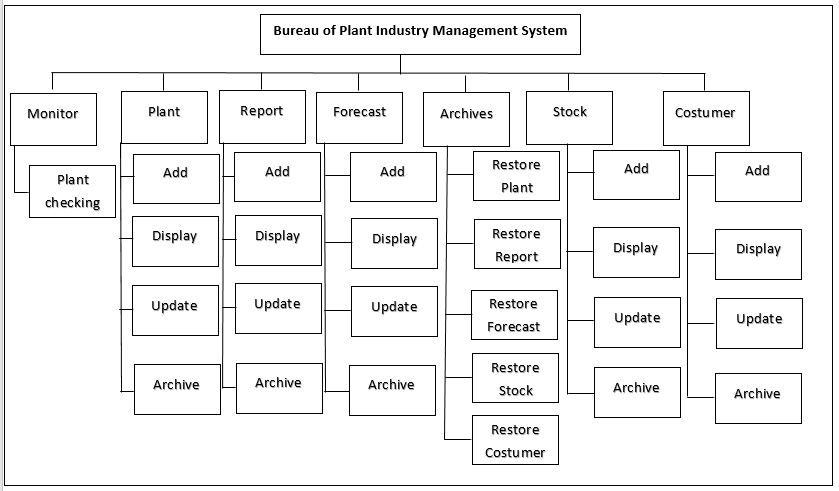 Bureau of Plant Industry Management System
Monitor
Plant
checking
Plant
Add
Display
Update
Archive
Report
Add
Display
Update
Archive
Forecast
Add
Display
Update
Archive
Archives
Restore
Plant
Restore
Report
Restore
Forecast
Restore
Stock
Restore
Costumer
Stock
Add
Display
Update
Archive
Costumer
Add
Display
Update
Archive